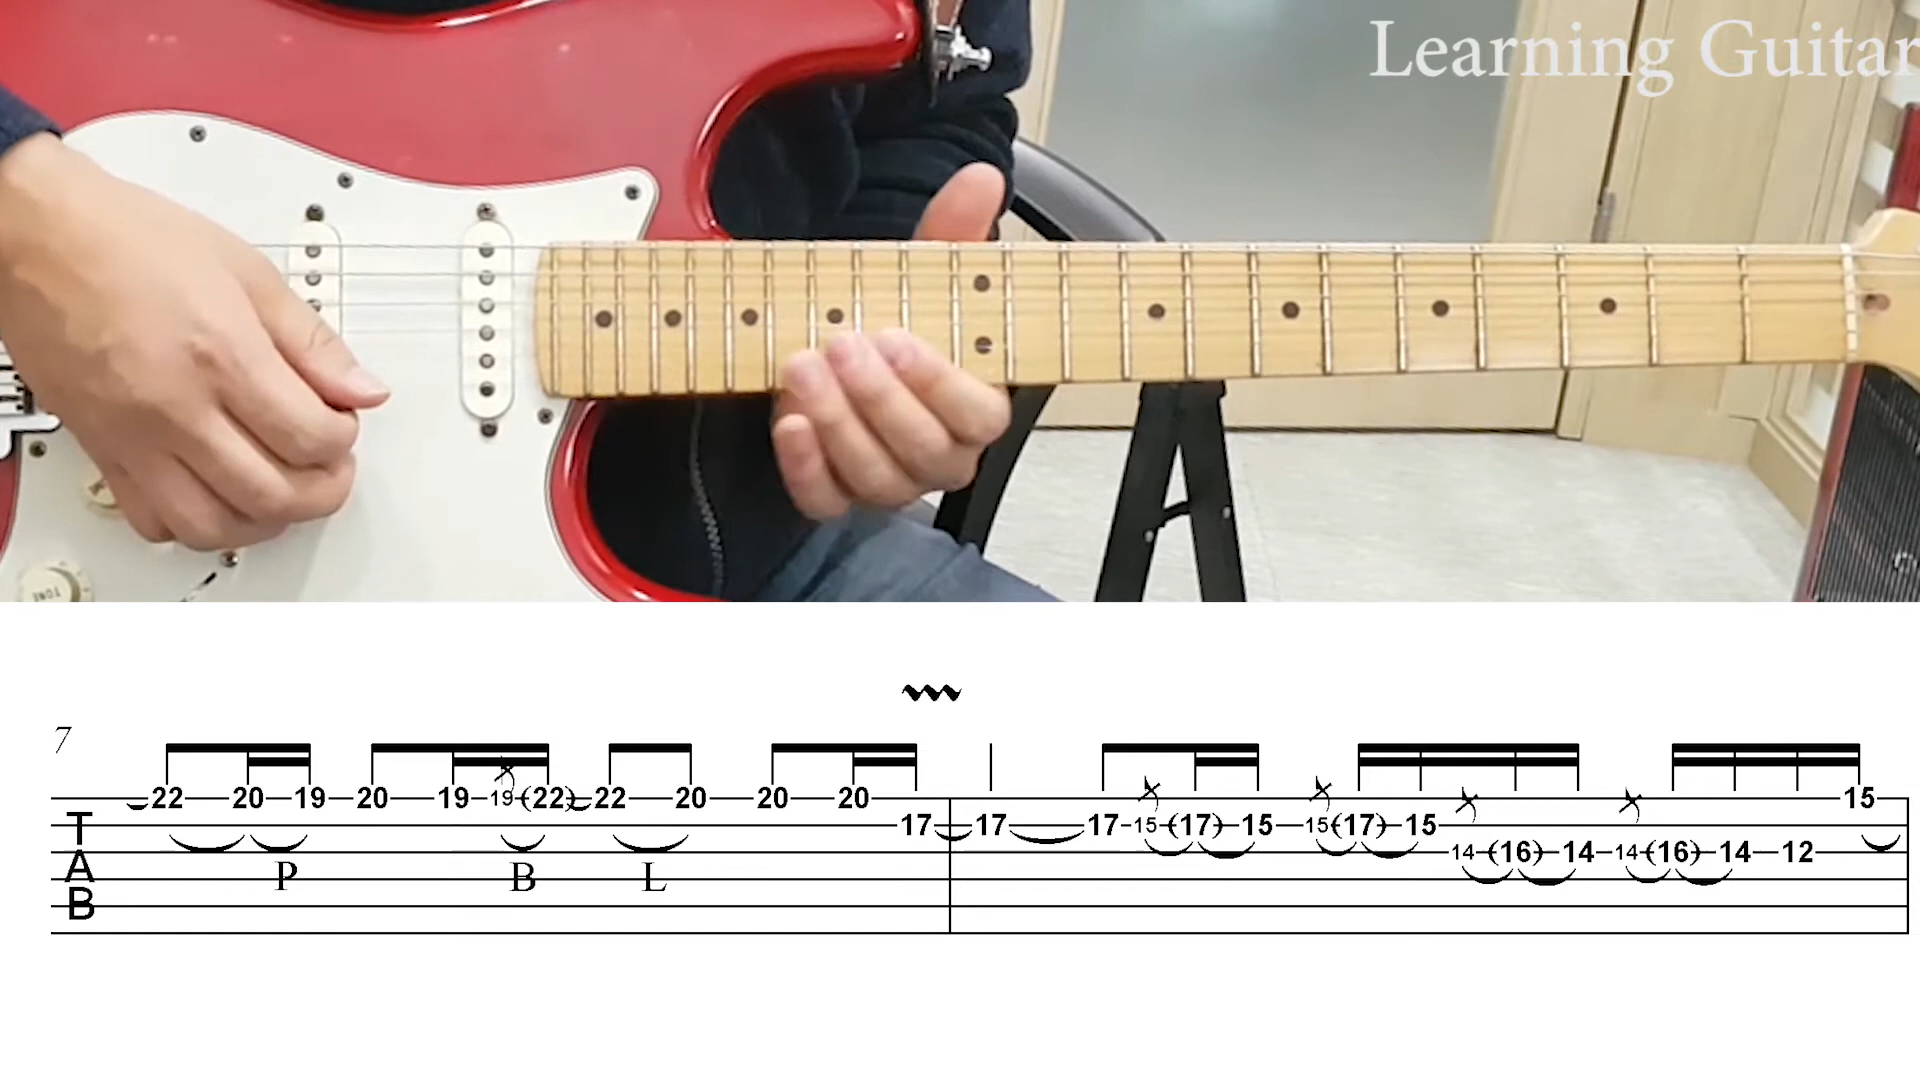 Learning Guitar
TONE
7
22 20 19 20 19 19 (22) 22 20 20 20 15
T 17 17 17 15 (17) 15 15 (17) 15
A 14 (16) 14 14 (16) 14 12
P B L
B